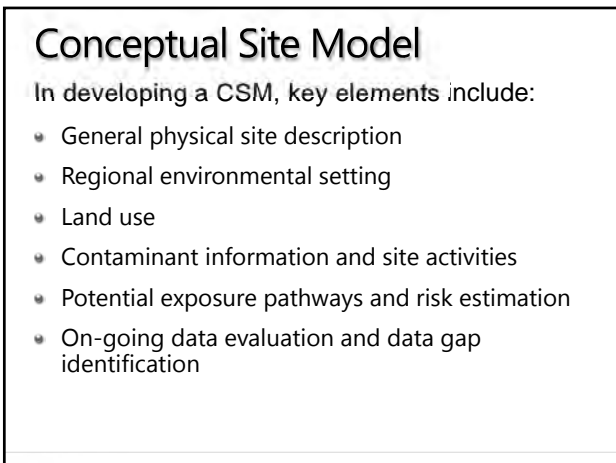 Conceptual Site Model
In developing a CSM, key elements include:
General physical site description
Regional environmental setting
Land use
Contaminant information and site activities
Potential exposure pathways and risk estimation
On-going data evaluation and data gap
identification